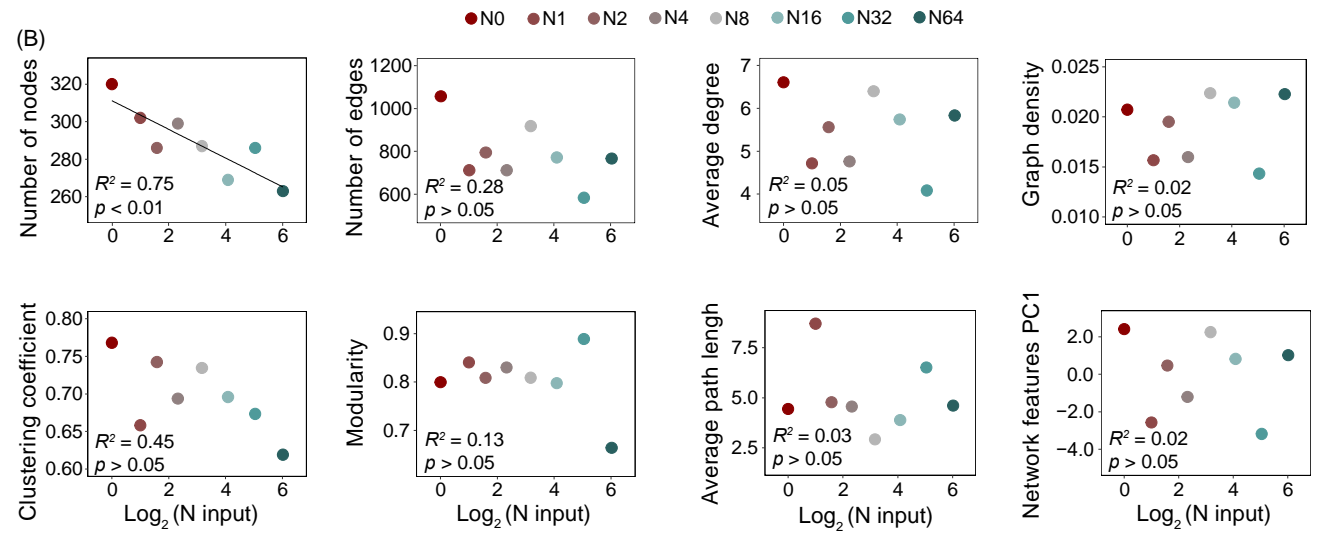 N0 N1 N2 N4 N8 N16 N32 N64
(B)
Number of nodes
320
300
280
260
R² = 0.75
p < 0.01
0 2 4 6
Number of edges
1200
1000
800
600
R² = 0.28
p > 0.05
0 2 4 6
Average degree
7
6
5
4
R² = 0.05
p > 0.05
0 2 4 6
Graph density
0.025
0.020
0.015
0.010
R² = 0.02
p > 0.05
0 2 4 6
Clustering coefficient
0.80
0.75
0.70
0.65
0.60
R² = 0.45
p > 0.05
0 2 4 6
Log₂ (N input)
Modularity
0.9
0.8
0.7
R² = 0.13
p > 0.05
0 2 4 6
Log₂ (N input)
Average path lengh
7.5
5.0
2.5
R² = 0.03
p > 0.05
0 2 4 6
Log₂ (N input)
Network features PC1
2.0
0.0
−2.0
−4.0
R² = 0.02
p > 0.05
0 2 4 6
Log₂ (N input)